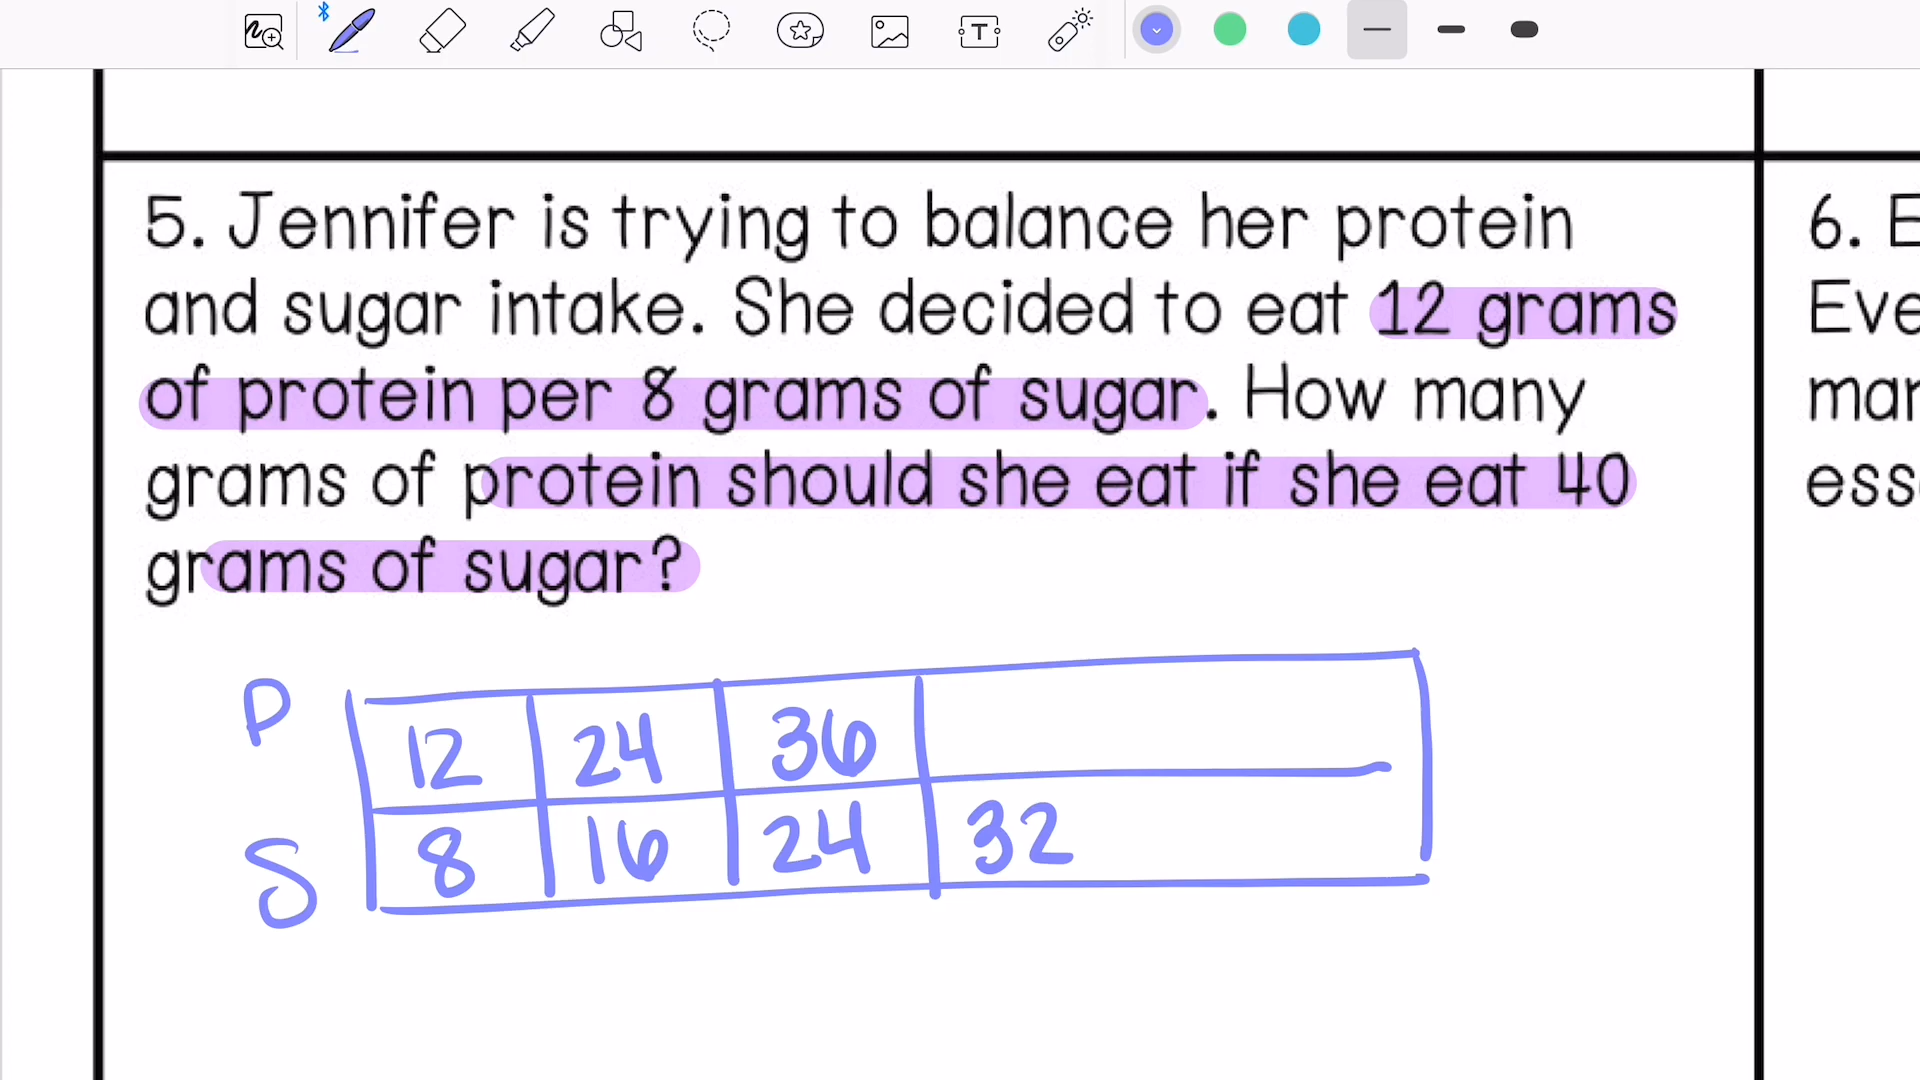 5. Jennifer is trying to balance her protein
and sugar intake. She decided to eat 12 grams
of protein per 8 grams of sugar. How many
grams of protein should she eat if she eat 40
grams of sugar?
P 12 24 36
S 8 16 24 32
6. E
Eve
mar
ess
T